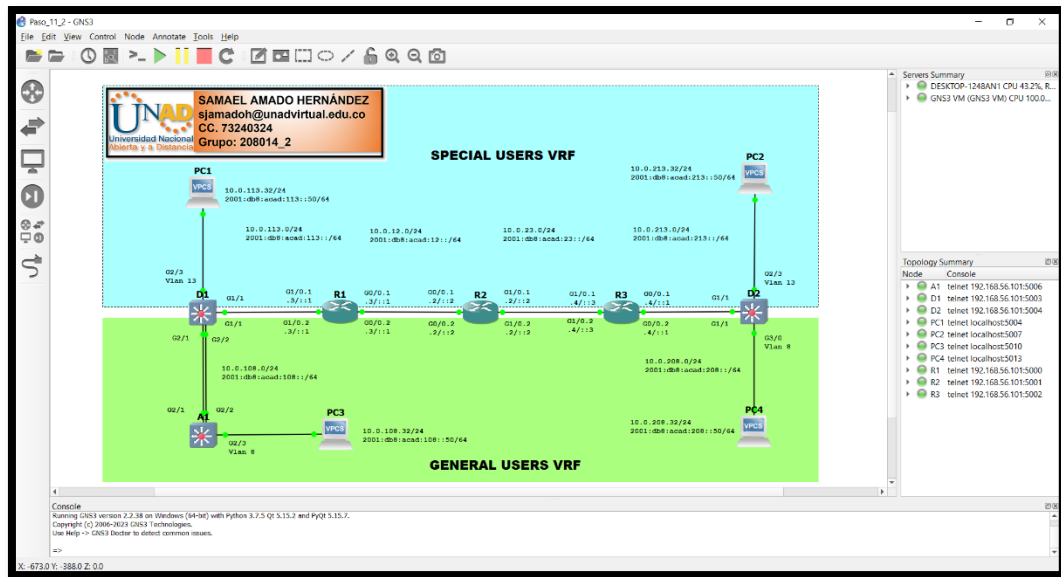 Paso_11_2 - GNS3
File Edit View Control Node Annotate Tools Help
UNAD
Universidad Nacional
Abierta y a Distancia
SAMAEL AMADO HERNÁNDEZ
sjamadoh@unadvirtual.edu.co
CC. 73240324
Grupo: 208014_2
SPECIAL USERS VRF
PC1
VPCS
10.0.113.32/24
2001:db8:acad:113::50/64
10.0.213.32/24
2001:db8:acad:213::50/64
PC2
VPCS
10.0.113.0/24
2001:db8:acad:113::/64
10.0.12.0/24
2001:db8:acad:12::/64
10.0.23.0/24
2001:db8:acad:23::/64
10.0.213.0/24
2001:db8:acad:213::/64
G2/3
Vlan 13
G2/3
Vlan 13
D1
G1/1
G1/0.1
.3/::1
R1
G0/0.1
.3/::1
G0/0.1
.2/::2
R2
G1/0.1
.2/::2
G1/0.1
.4/::3
R3
G0/0.1
.4/::1
G1/1
D2
G1/1
G1/0.2
.3/::1
G0/0.2
.3/::1
G0/0.2
.2/::2
G1/0.2
.2/::2
G1/0.2
.4/::3
G0/0.2
.4/::1
G1/1
G2/1
G2/2
G3/0
Vlan 8
10.0.108.0/24
2001:db8:acad:108::/64
10.0.208.0/24
2001:db8:acad:208::/64
G2/1
G2/2
A1
G2/3
Vlan 8
PC3
VPCS
10.0.108.32/24
2001:db8:acad:108::50/64
10.0.208.32/24
2001:db8:acad:208::50/64
PC4
VPCS
GENERAL USERS VRF
Servers Summary
DESKTOP-1248AN1 CPU 43.2%, R...
GNS3 VM (GNS3 VM) CPU 100.0...
Topology Summary
Node Console
A1 telnet 192.168.56.101:5006
D1 telnet 192.168.56.101:5003
D2 telnet 192.168.56.101:5004
PC1 telnet localhost:5004
PC2 telnet localhost:5007
PC3 telnet localhost:5010
PC4 telnet localhost:5013
R1 telnet 192.168.56.101:5000
R2 telnet 192.168.56.101:5001
R3 telnet 192.168.56.101:5002
Console
Running GNS3 version 2.2.38 on Windows (64-bit) with Python 3.7.5 Qt 5.15.2 and PyQt 5.15.7.
Copyright (c) 2006-2023 GNS3 Technologies.
Use Help -> GNS3 Doctor to detect common issues.
=>
X: -673.0 Y: -388.0 Z: 0.0